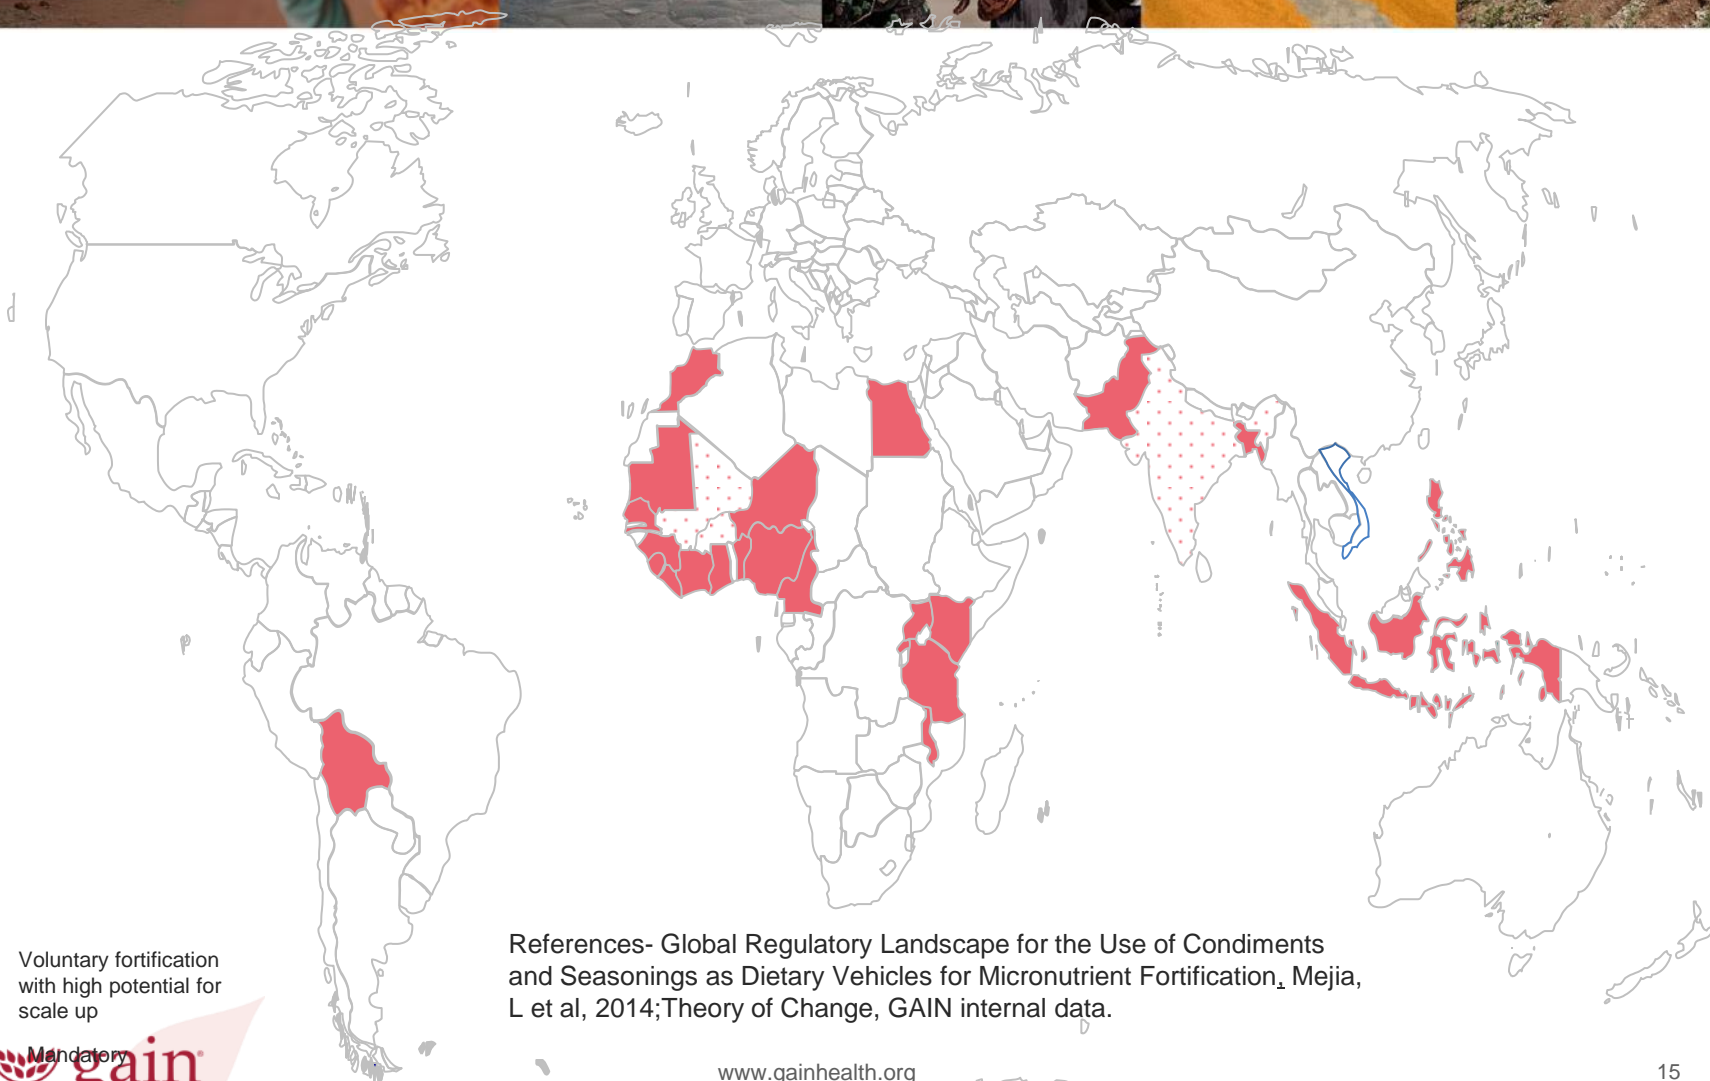 References- Global Regulatory Landscape for the Use of Condiments
and Seasonings as Dietary Vehicles for Micronutrient Fortification, Mejia,
L et al, 2014;Theory of Change, GAIN internal data.
Voluntary fortification
with high potential for
scale up
Mandatory
gain
www.gainhealth.org
15